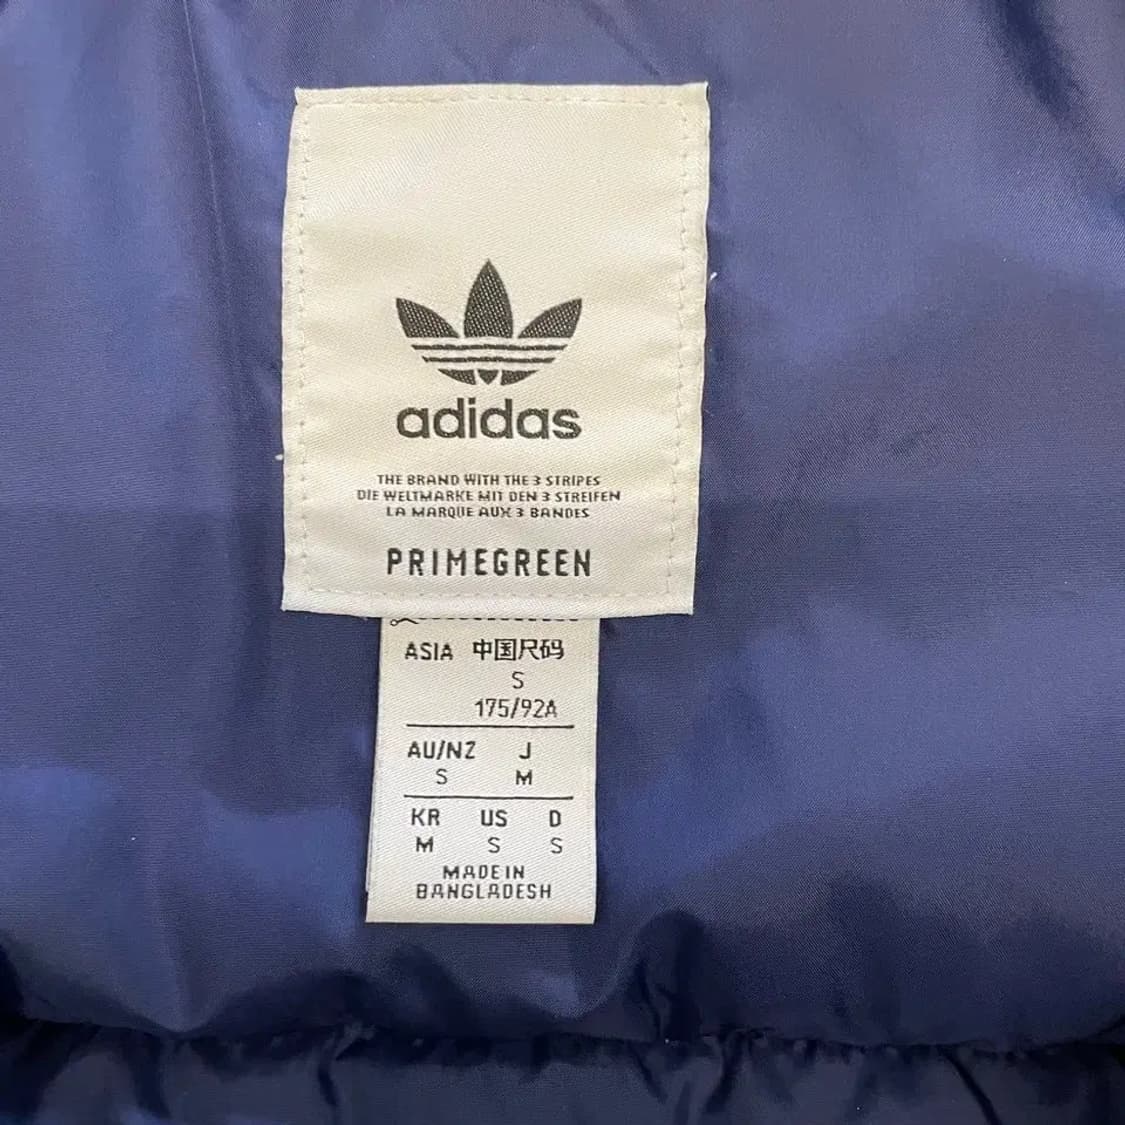 adidas
THE BRAND WITH THE 3 STRIPES
DIE WELTMARKE MIT DEN 3 STREIFEN
LA MARQUE AUX 3 BANDES
PRIMEGREEN
ASIA 中国尺码
S
175/92A
AU/NZ J
S M
KR US D
M S S
MADE IN
BANGLADESH